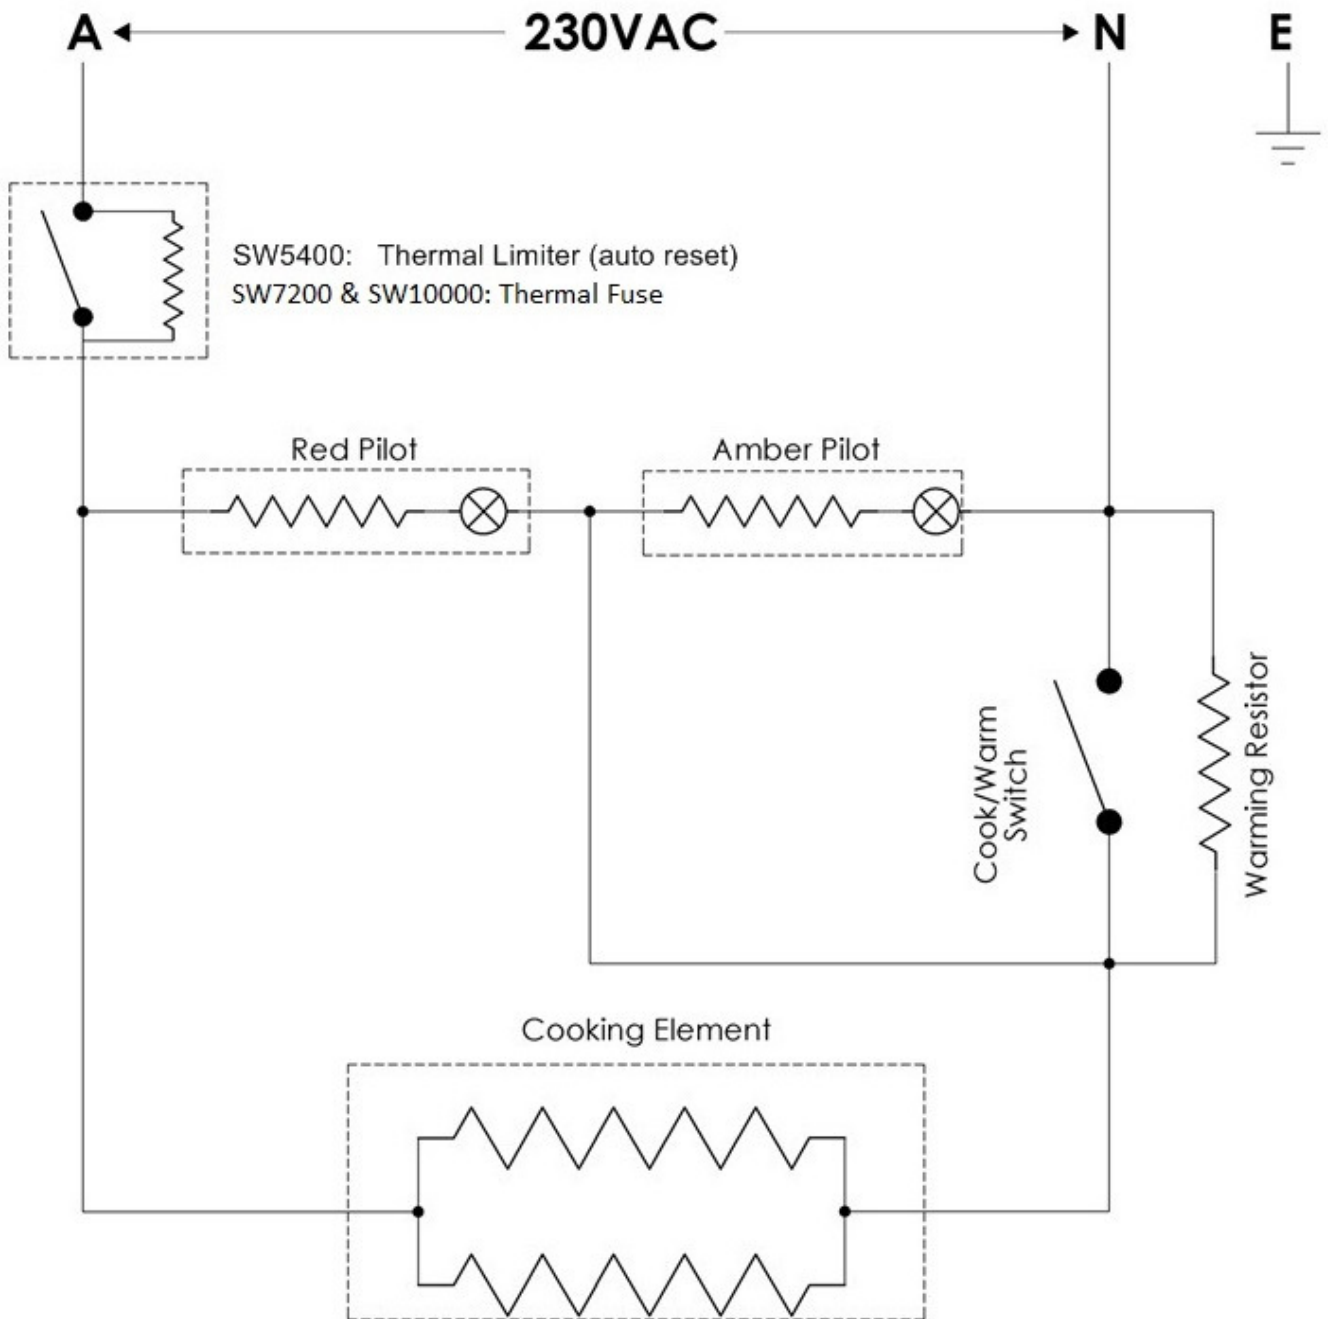 A 230VAC N E
SW5400: Thermal Limiter (auto reset)
SW7200 & SW10000: Thermal Fuse
Red Pilot
Amber Pilot
Cook/Warm
Switch
Warming Resistor
Cooking Element